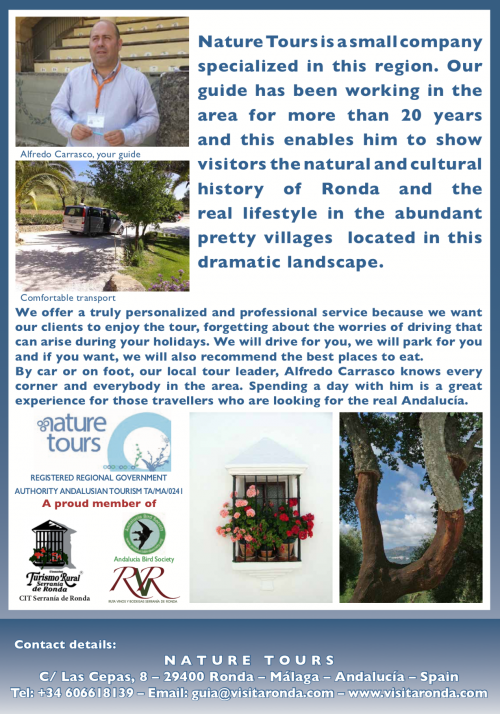 Nature Tours is a small company
specialized in this region. Our
guide has been working in the
area for more than 20 years
and this enables him to show
visitors the natural and cultural
history of Ronda and the
real lifestyle in the abundant
pretty villages located in this
dramatic landscape.
Alfredo Carrasco, your guide
Comfortable transport
We offer a truly personalized and professional service because we want
our clients to enjoy the tour, forgetting about the worries of driving that
can arise during your holidays. We will drive for you, we will park for you
and if you want, we will also recommend the best places to eat.
By car or on foot, our local tour leader, Alfredo Carrasco knows every
corner and everybody in the area. Spending a day with him is a great
experience for those travellers who are looking for the real Andalucía.
nature
tours
REGISTERED REGIONAL GOVERNMENT
AUTHORITY ANDALUSIAN TOURISM TA/MA/0241
A proud member of
Turismo Rural
Serranía
de Ronda
CIT Serranía de Ronda
Andalucia Bird Society
RVR
RUTA VINOS Y BODEGAS SERRANÍA DE RONDA
Contact details:
NATURE TOURS
C/ Las Cepas, 8 – 29400 Ronda – Málaga – Andalucía – Spain
Tel: +34 606618139 – Email: guia@visitaronda.com – www.visitaronda.com